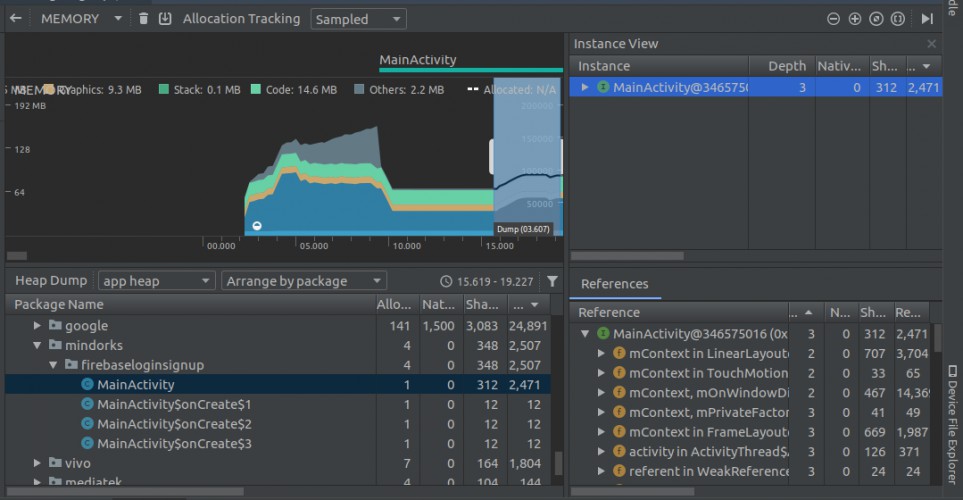 MEMORY
Allocation Tracking
Sampled
MainActivity
Graphics: 9.3 MB
Stack: 0.1 MB
Code: 14.6 MB
Others: 2.2 MB
Allocated: N/A
MEMORY
192 MB
128
64
200000
150000
50000
Dump (03.607)
00.000
05.000
10.000
15.000
Instance View
Instance Depth Nativ... Sh... ...
MainActivity@3465750 3 0 312 2,471
Heap Dump
app heap
Arrange by package
15.619 - 19.227
Package Name Allo... Nat... Sha... ...
google 141 1,500 3,083 24,891
mindorks 4 0 348 2,507
firebaseloginsignup 4 0 348 2,507
MainActivity 1 0 312 2,471
MainActivity$onCreate$1 1 0 12 12
MainActivity$onCreate$2 1 0 12 12
MainActivity$onCreate$3 1 0 12 12
vivo 7 0 164 1,804
mediatek 4 0 104 144
References
Reference ... N... Sh... Re...
MainActivity@346575016 (0x 3 0 312 2,471
mContext in LinearLayout 2 0 707 3,704
mContext in TouchMotion 2 0 33 65
mContext, mOnWindowDi 2 0 467 14,36
mContext, mPrivateFactor 3 0 41 49
mContext in FrameLayout 3 0 669 1,987
activity in ActivityThread$ 3 0 126 371
referent in WeakReference 3 0 24 24
Device File Explorer